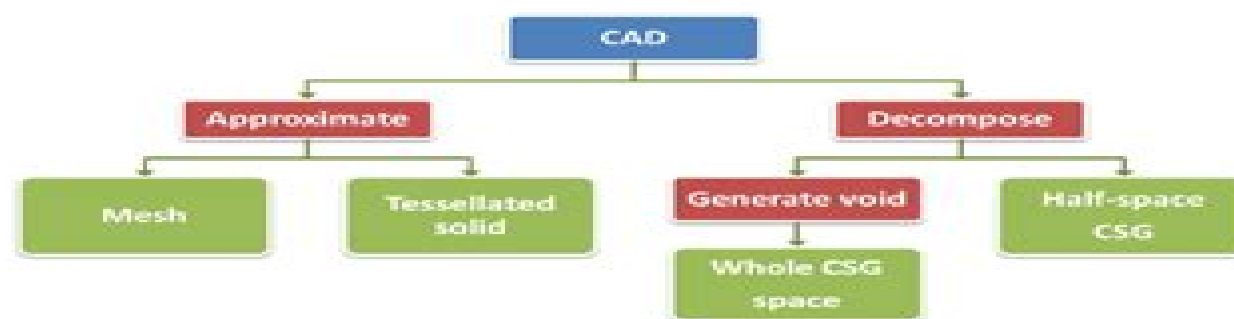 CAD
Approximate
Decompose
Mesh
Tessellated
solid
Generate void
Half-space
CSG
Whole CSG
space